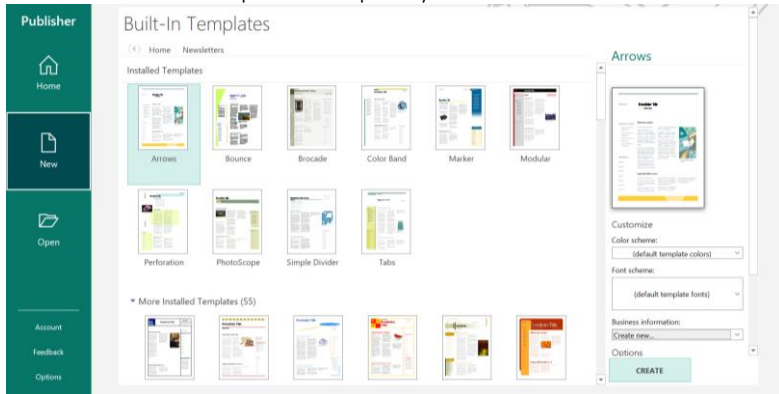 Publisher
Home
New
Open
Account
Feedback
Options
Built-In Templates
Home Newsletters
Installed Templates
Arrows
Bounce
Brocade
Color Band
Marker
Modular
Perforation
PhotoScope
Simple Divider
Tabs
More Installed Templates (55)
Arrows
Customize
Color scheme:
(default template colors)
Font scheme:
(default template fonts)
Business information:
Create new...
Options
CREATE